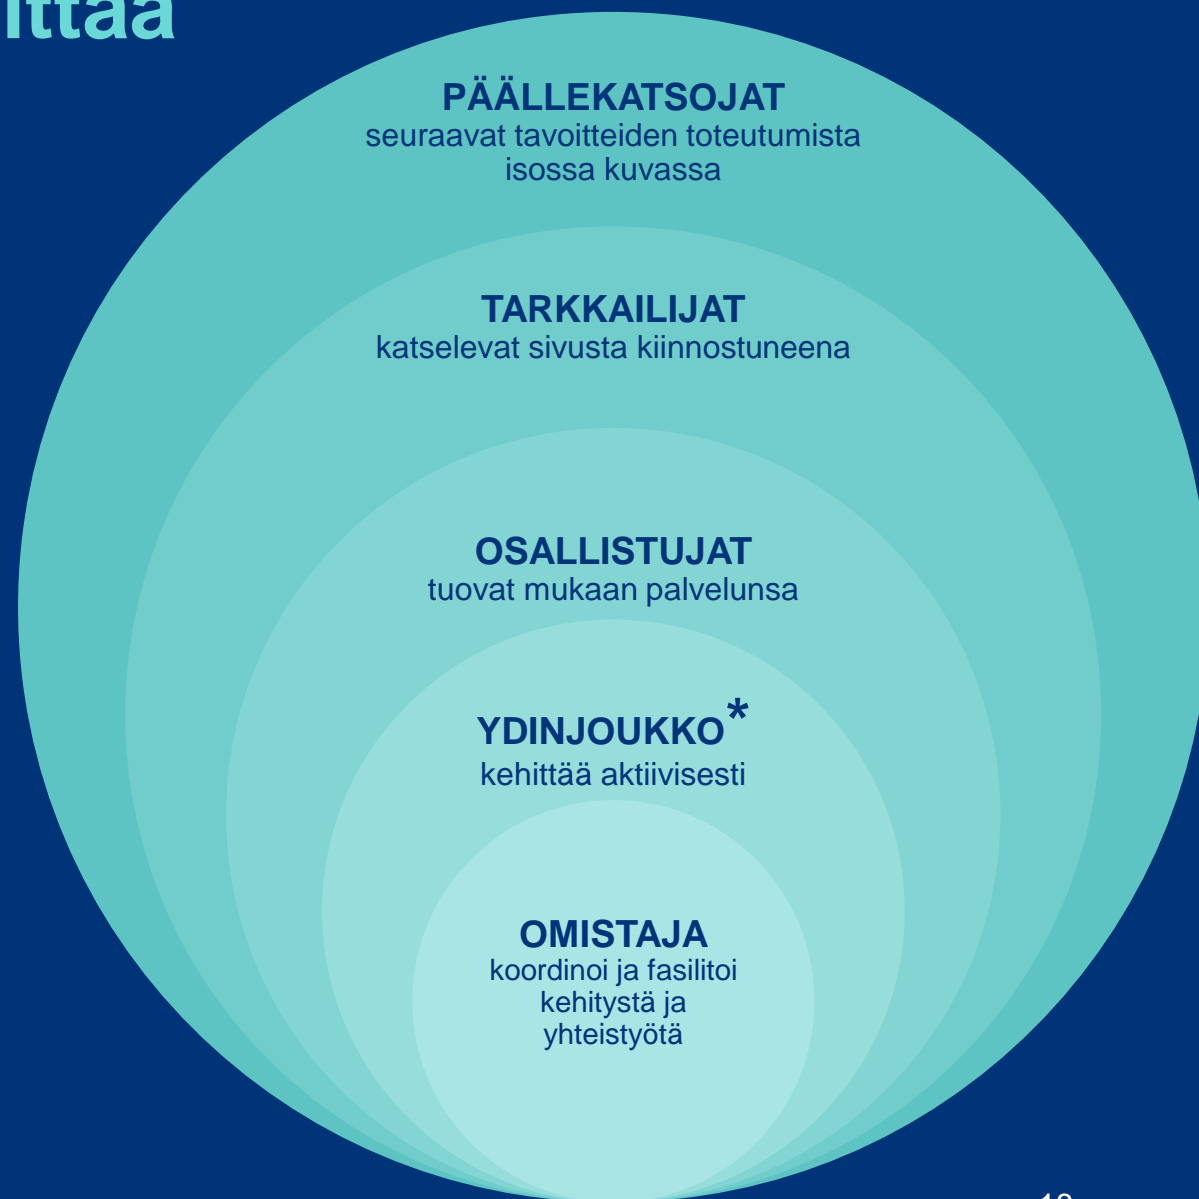 PÄÄLLEKATSOJAT
seuraavat tavoitteiden toteutumista
isossa kuvassa
TARKKAILIJAT
katselevat sivusta kiinnostuneena
OSALLISTUJAT
tuovat mukaan palvelunsa
YDINJOUKKO*
kehittää aktiivisesti
OMISTAJA
koordinoi ja fasilitoi
kehitystä ja
yhteistyötä